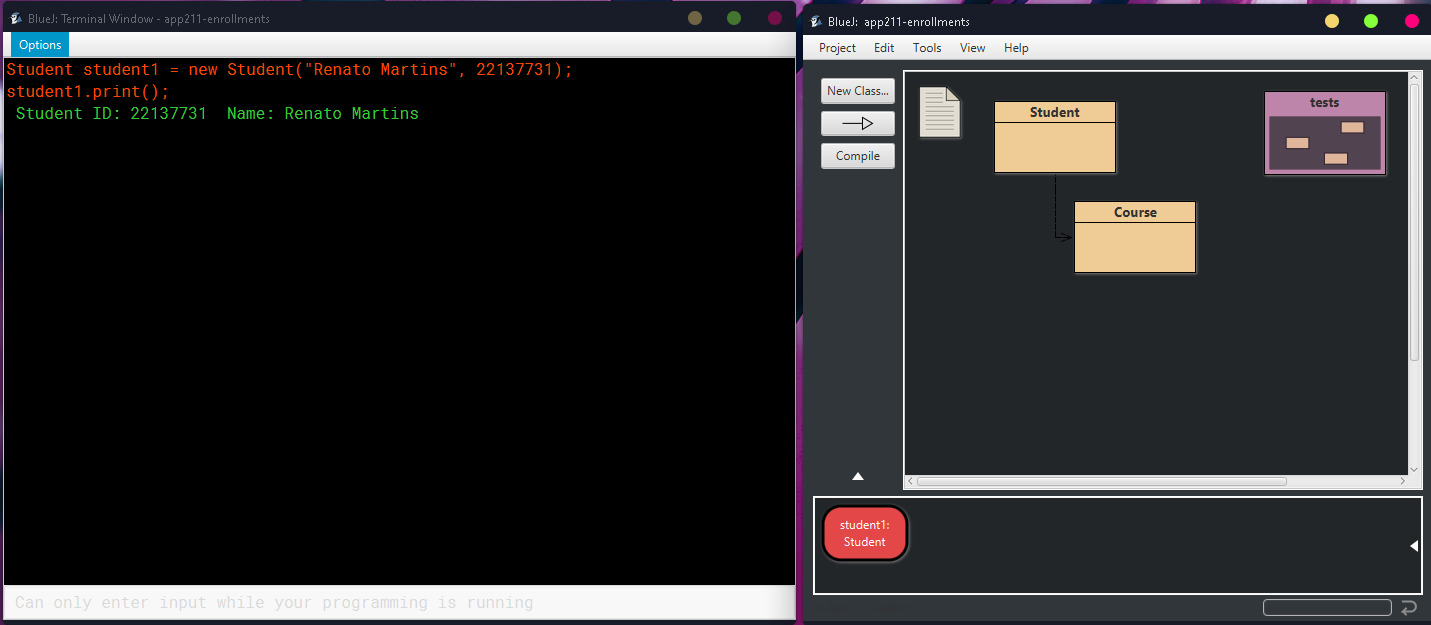 BlueJ: Terminal Window - app211-enrollments
Options
Student student1 = new Student("Renato Martins", 22137731);
student1.print();
Student ID: 22137731  Name: Renato Martins
Can only enter input while your programming is running
BlueJ:  app211-enrollments
Project Edit Tools View Help
New Class...
Compile
Student
Course
tests
student1:
Student